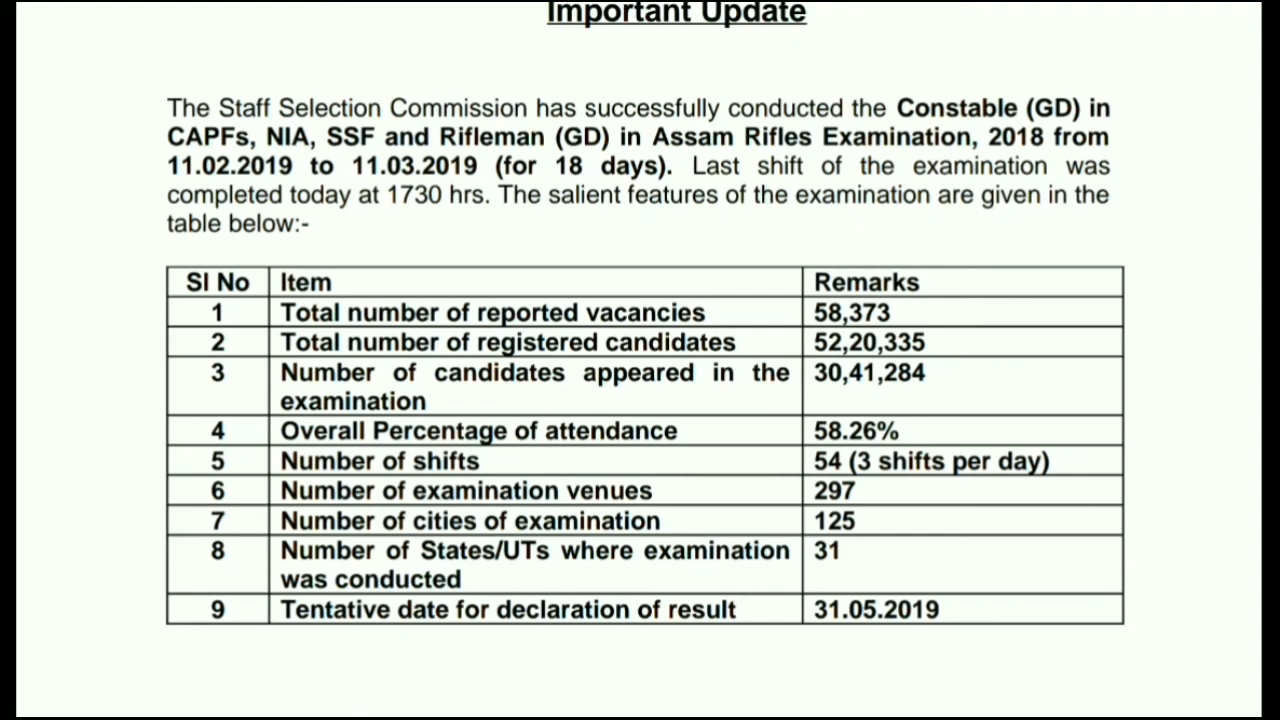 Important Update
The Staff Selection Commission has successfully conducted the Constable (GD) in
CAPFs, NIA, SSF and Rifleman (GD) in Assam Rifles Examination, 2018 from
11.02.2019 to 11.03.2019 (for 18 days). Last shift of the examination was
completed today at 1730 hrs. The salient features of the examination are given in the
table below:-
Sl No Item Remarks
1 Total number of reported vacancies 58,373
2 Total number of registered candidates 52,20,335
3 Number of candidates appeared in the 30,41,284
examination
4 Overall Percentage of attendance 58.26%
5 Number of shifts 54 (3 shifts per day)
6 Number of examination venues 297
7 Number of cities of examination 125
8 Number of States/UTs where examination 31
was conducted
9 Tentative date for declaration of result 31.05.2019